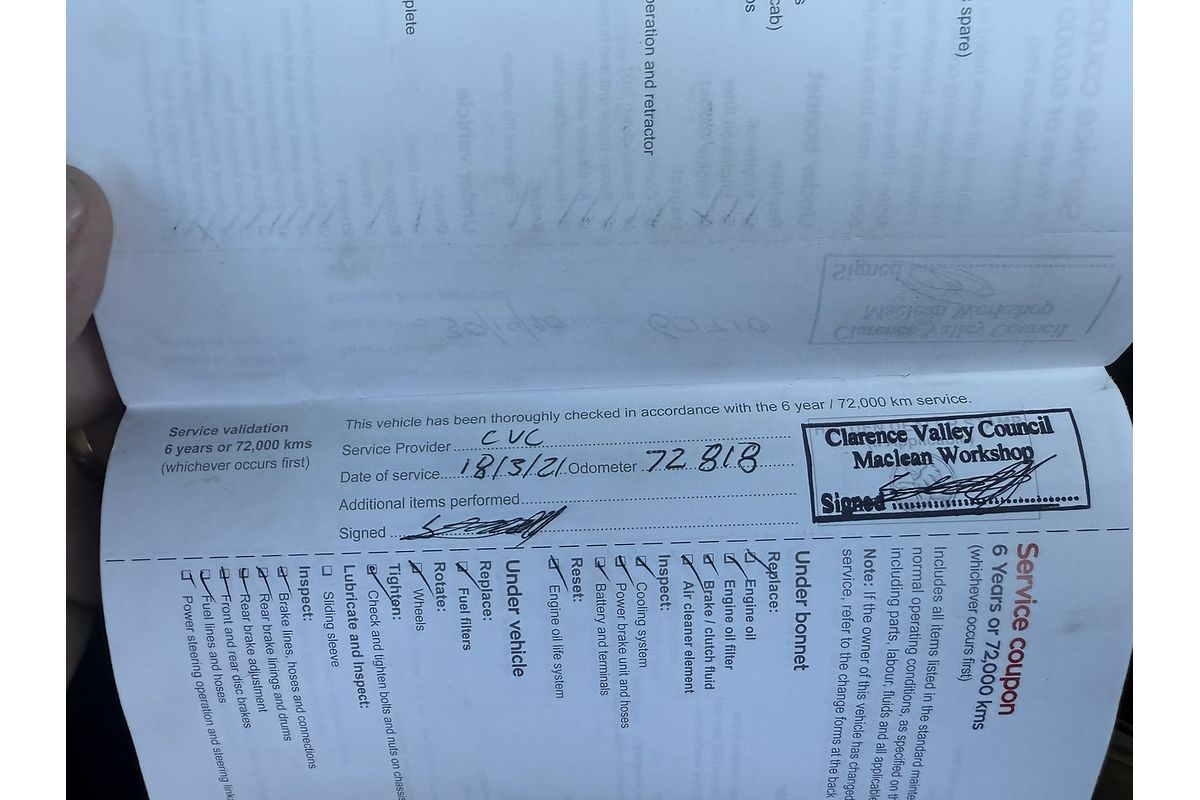 plete
peration and retractor
s
cab)
ps
s spare)
Service validation
6 years or 72,000 kms
(whichever occurs first)
This vehicle has been thoroughly checked in accordance with the 6 year / 72,000 km service.
Service Provider CVC
Date of service 18/3/21 Odometer 72 818
Additional items performed
Signed
Clarence Valley Council
Maclean Workshop
Signed
Service coupon
6 Years or 72,000 kms
(whichever occurs first)
Includes all items listed in the standard mainte
normal operating conditions, as specified on th
including parts, labour, fluids and all applicable
Note: If the owner of this vehicle has changed
service, refer to the change forms at the back
Under bonnet
Replace:
Engine oil
Engine oil filter
Brake / clutch fluid
Air cleaner element
Inspect:
Cooling system
Power brake unit and hoses
Battery and terminals
Reset:
Engine oil life system
Under vehicle
Replace:
Fuel filters
Rotate:
Wheels
Tighten:
Check and tighten bolts and nuts on chassis
Lubricate and Inspect:
Sliding sleeve
Inspect:
Brake lines, hoses and connections
Rear brake linings and drums
Rear brake adjustment
Front and rear disc brakes
Fuel lines and hoses
Power steering operation and steering link